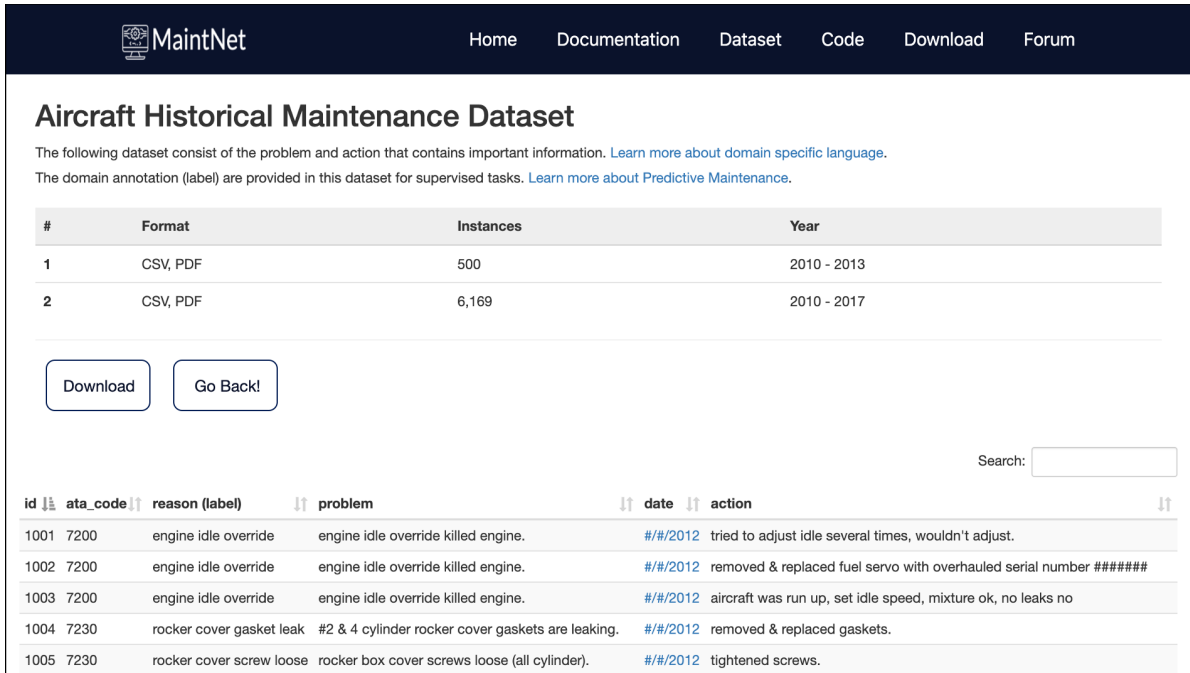 MaintNet Home Documentation Dataset Code Download Forum
Aircraft Historical Maintenance Dataset
The following dataset consist of the problem and action that contains important information. Learn more about domain specific language.
The domain annotation (label) are provided in this dataset for supervised tasks. Learn more about Predictive Maintenance.
# Format Instances Year
1 CSV, PDF 500 2010 - 2013
2 CSV, PDF 6,169 2010 - 2017
Download Go Back!
Search:
id ata_code reason (label) problem date action
1001 7200 engine idle override engine idle override killed engine. #/#/2012 tried to adjust idle several times, wouldn't adjust.
1002 7200 engine idle override engine idle override killed engine. #/#/2012 removed & replaced fuel servo with overhauled serial number #######
1003 7200 engine idle override engine idle override killed engine. #/#/2012 aircraft was run up, set idle speed, mixture ok, no leaks no
1004 7230 rocker cover gasket leak #2 & 4 cylinder rocker cover gaskets are leaking. #/#/2012 removed & replaced gaskets.
1005 7230 rocker cover screw loose rocker box cover screws loose (all cylinder). #/#/2012 tightened screws.